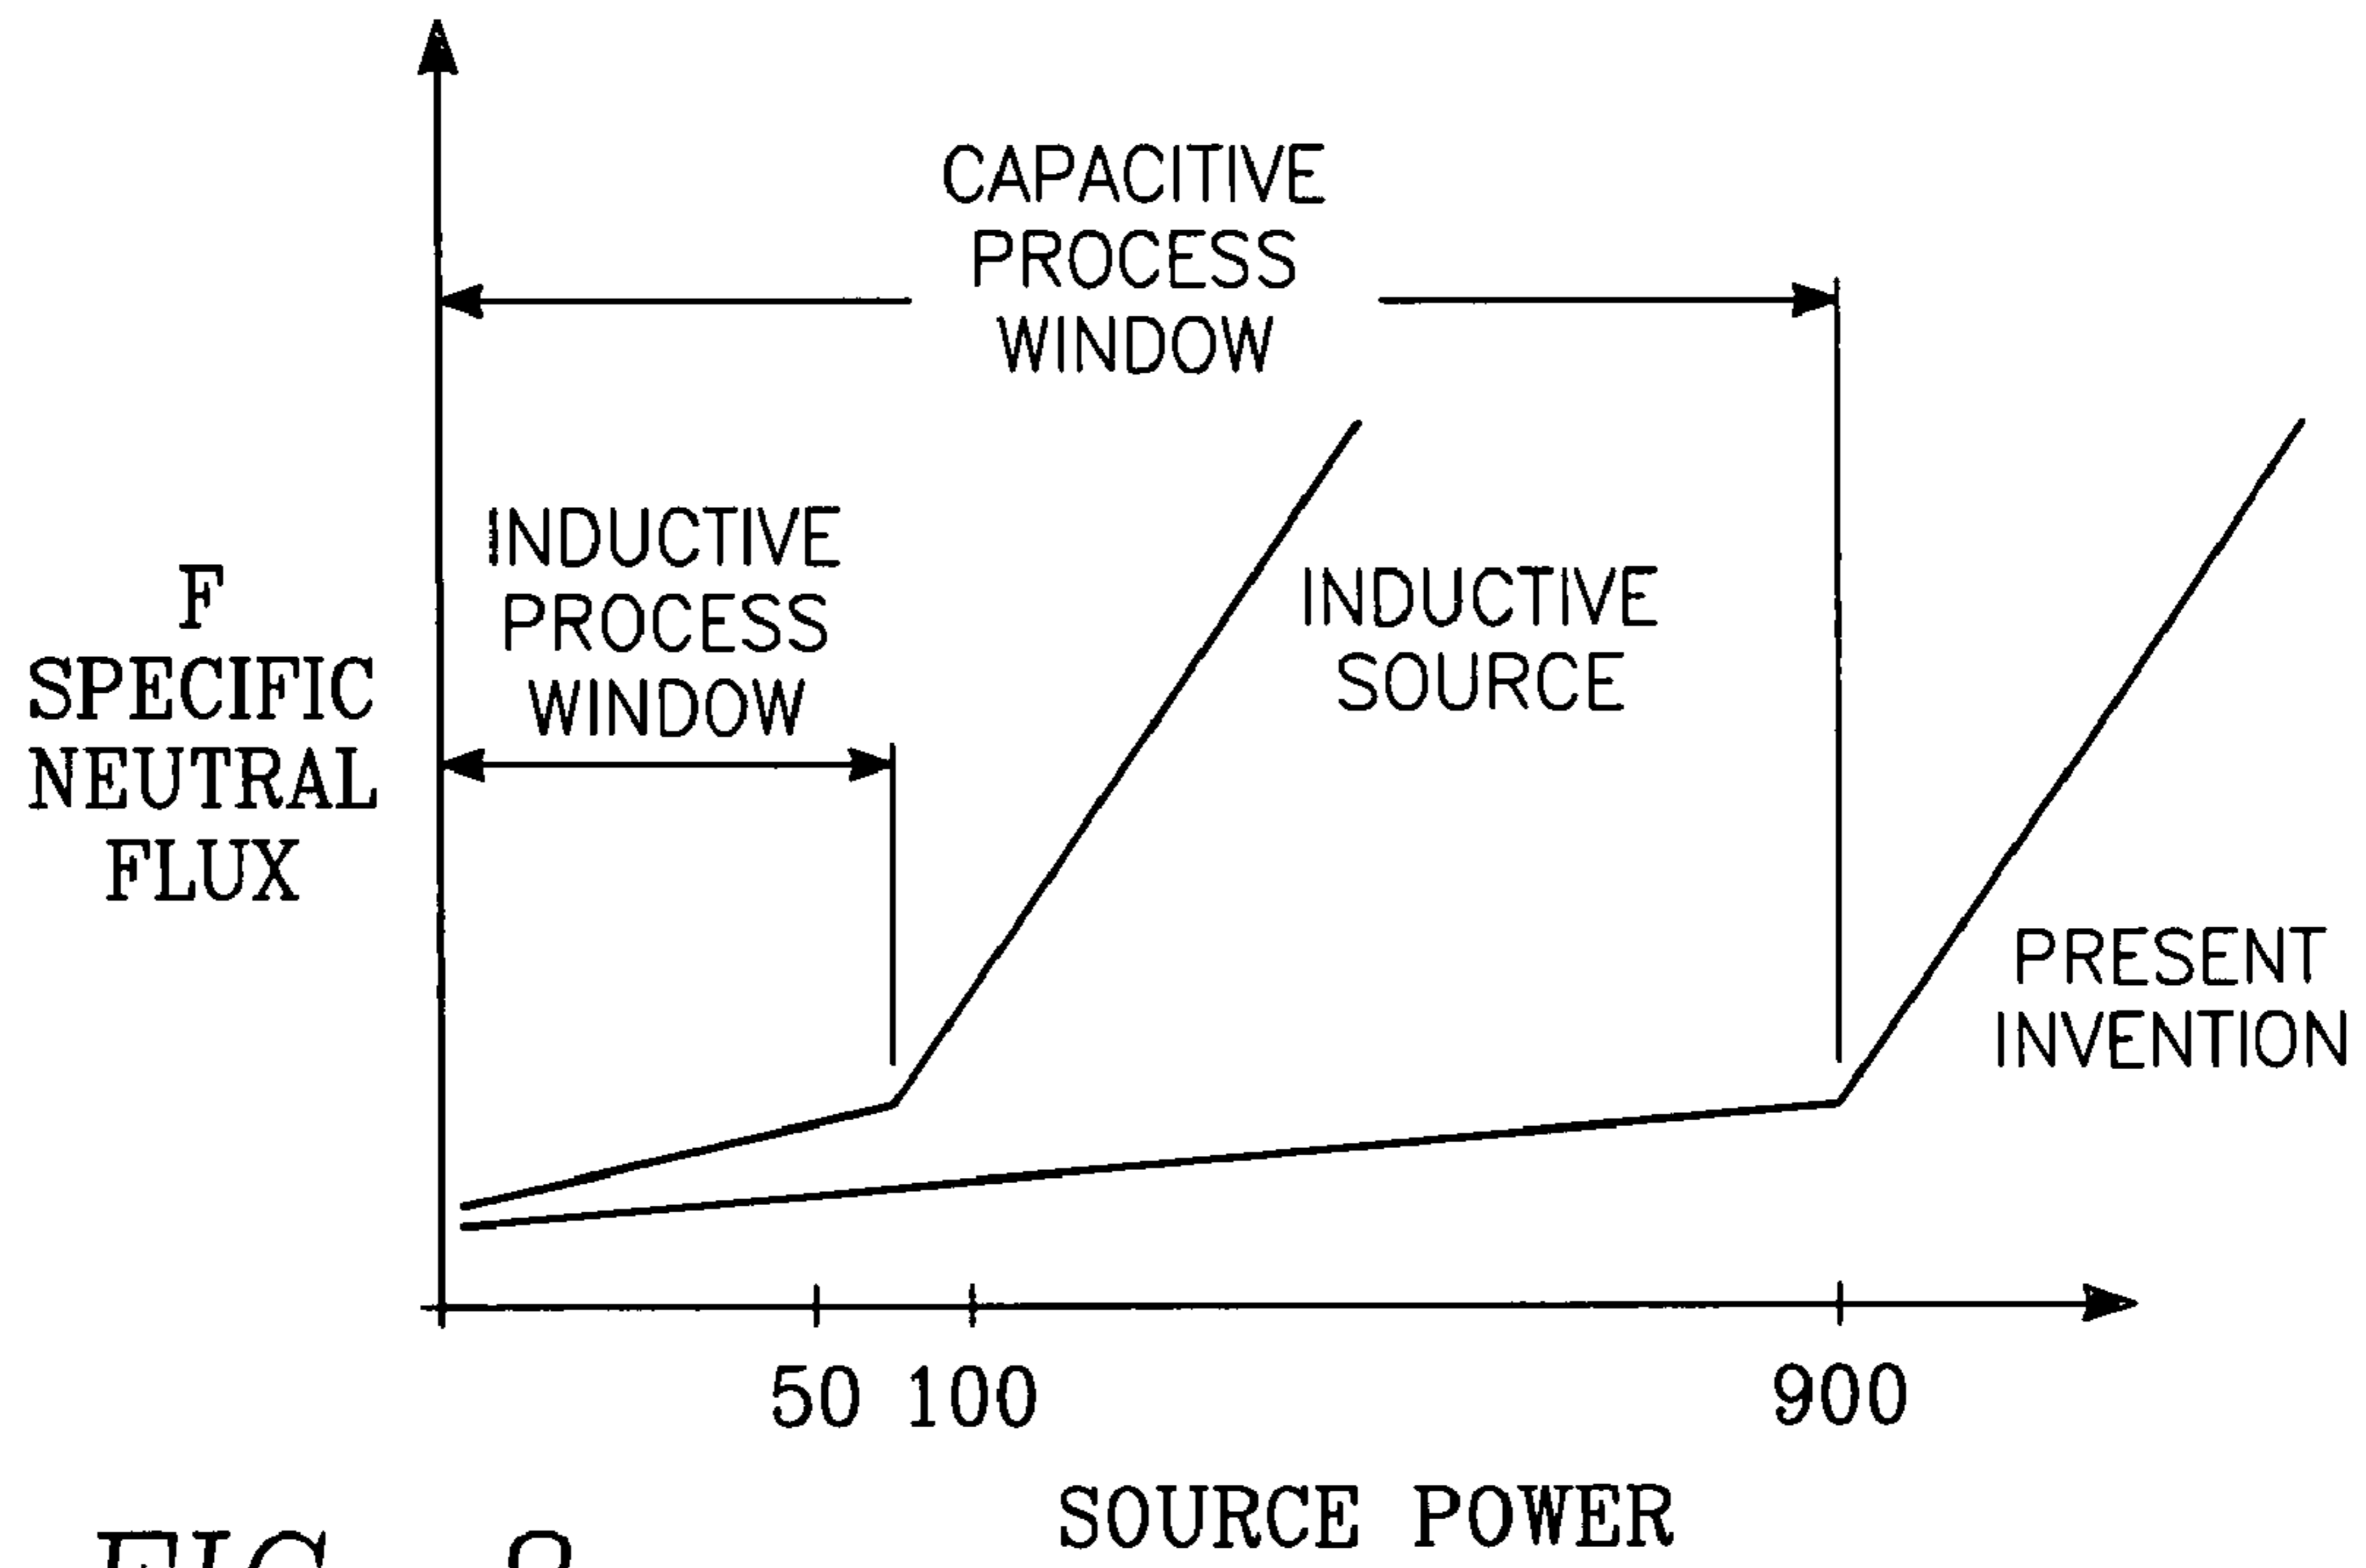 CAPACITIVE
PROCESS
WINDOW
INDUCTIVE
PROCESS
WINDOW
INDUCTIVE
SOURCE
F
SPECIFIC
NEUTRAL
FLUX
PRESENT
INVENTION
50 100 900
SOURCE POWER